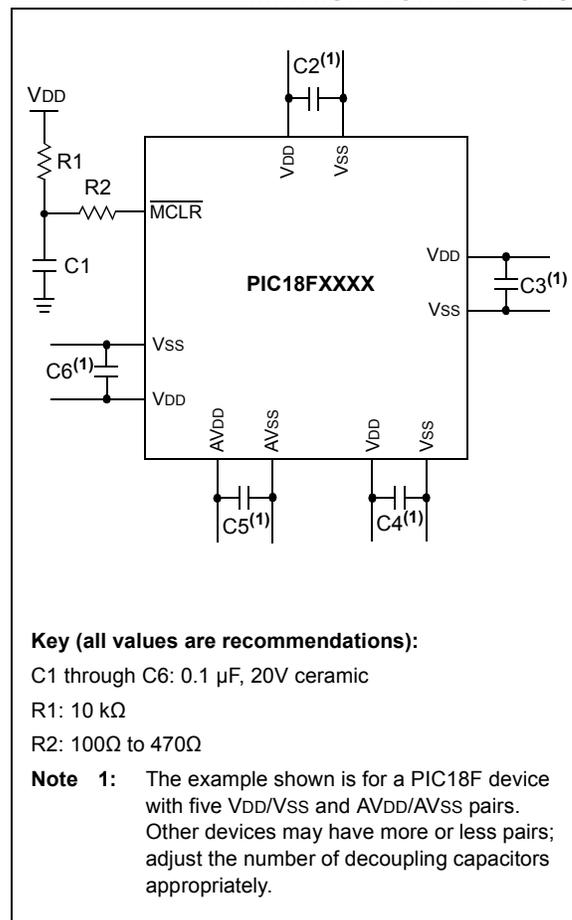 C2(1)
VDD
R1
R2
C1
VDD
VSS
MCLR
PIC18FXXXX
VDD
C3(1)
VSS
VSS
C6(1)
VDD
AVDD
AVSS
VDD
VSS
C5(1)
C4(1)
Key (all values are recommendations):
C1 through C6: 0.1 µF, 20V ceramic
R1: 10 kΩ
R2: 100Ω to 470Ω
Note 1: The example shown is for a PIC18F device
with five VDD/VSS and AVDD/AVSS pairs.
Other devices may have more or less pairs;
adjust the number of decoupling capacitors
appropriately.